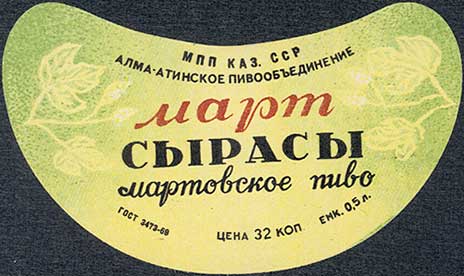 МПП КАЗ. ССР
АЛМА-АТИНСКОЕ ПИВООБЪЕДИНЕНИЕ
март
СЫРАСЫ
мартовское пиво
ГОСТ 3473-69
ЦЕНА 32 КОП.
ЕМК. 0,5 л.